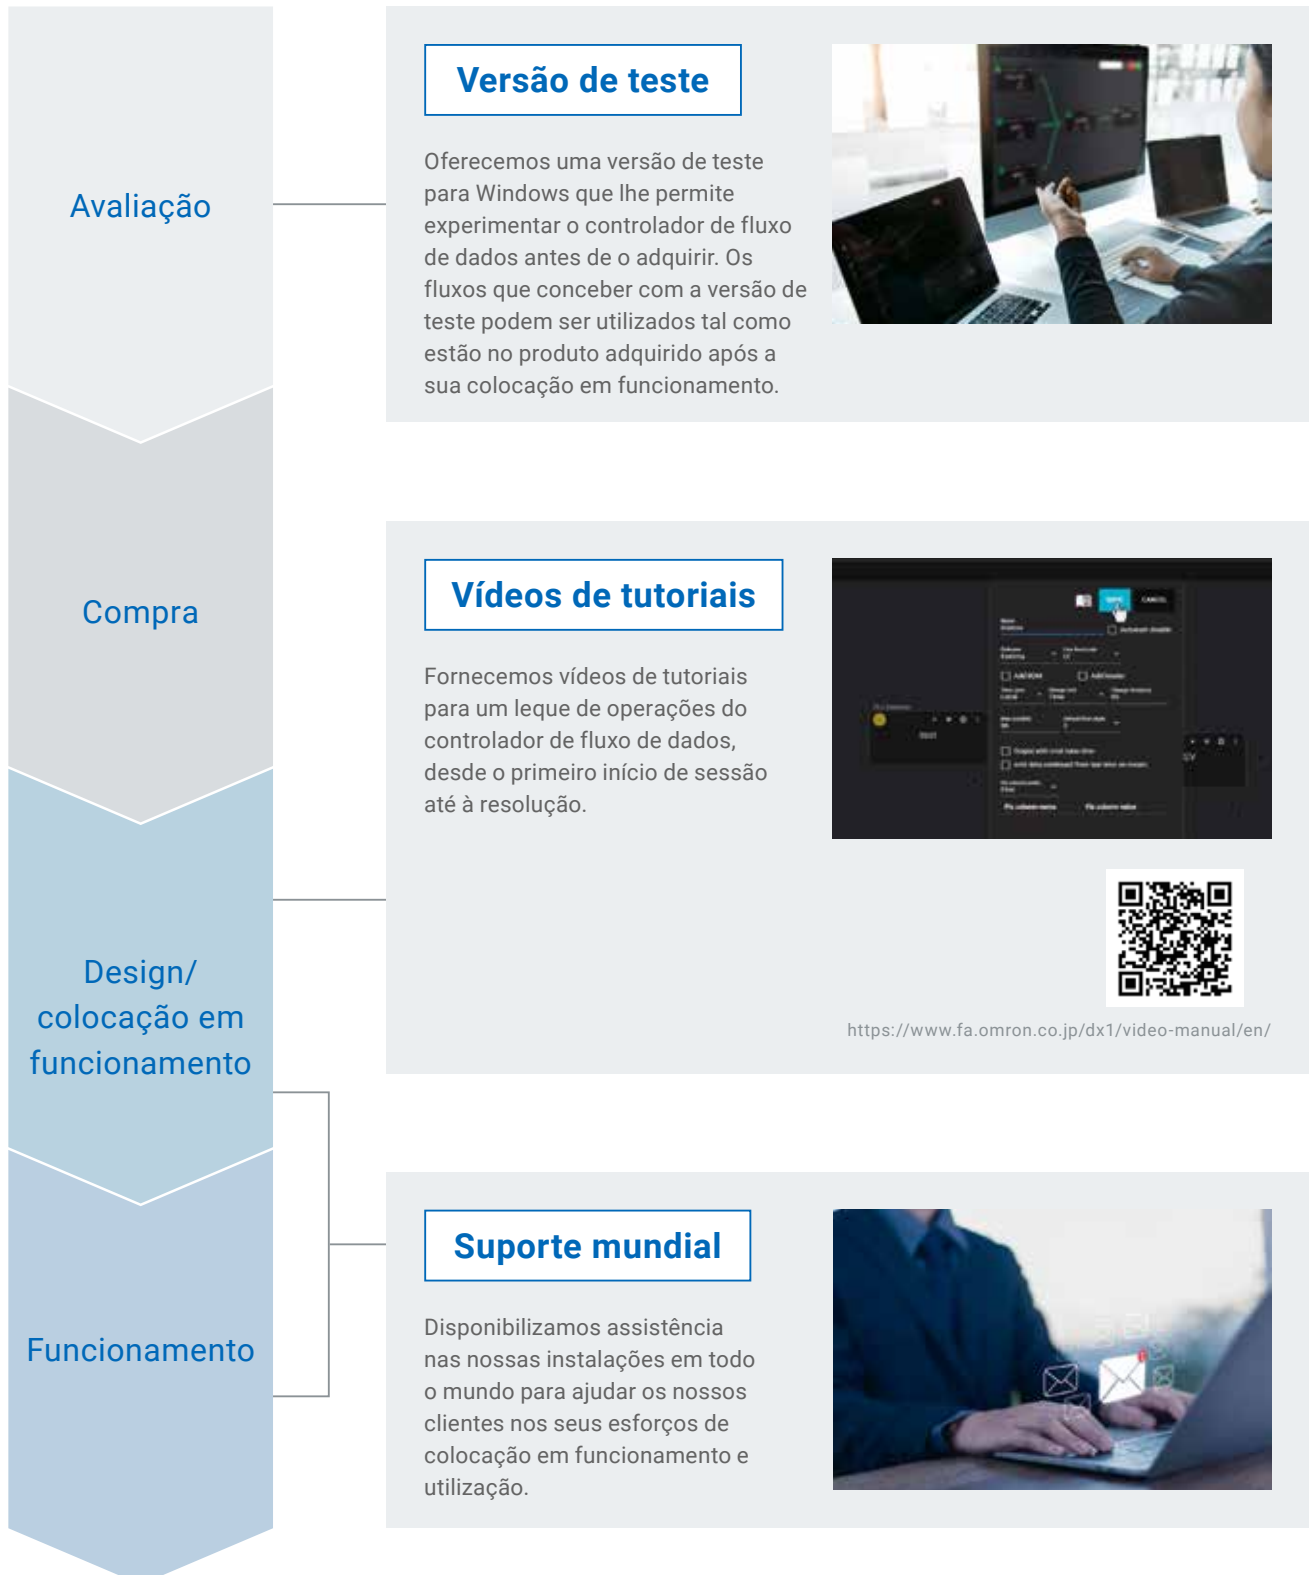 Avaliação
Versão de teste
Oferecemos uma versão de teste
para Windows que lhe permite
experimentar o controlador de fluxo
de dados antes de o adquirir. Os
fluxos que conceber com a versão de
teste podem ser utilizados tal como
estão no produto adquirido após a
sua colocação em funcionamento.
Compra
Vídeos de tutoriais
Fornecemos vídeos de tutoriais
para um leque de operações do
controlador de fluxo de dados,
desde o primeiro início de sessão
até à resolução.
CANCEL
https://www.fa.omron.co.jp/dx1/video-manual/en/
Design/
colocação em
funcionamento
Suporte mundial
Disponibilizamos assistência
nas nossas instalações em todo
o mundo para ajudar os nossos
clientes nos seus esforços de
colocação em funcionamento e
utilização.
Funcionamento